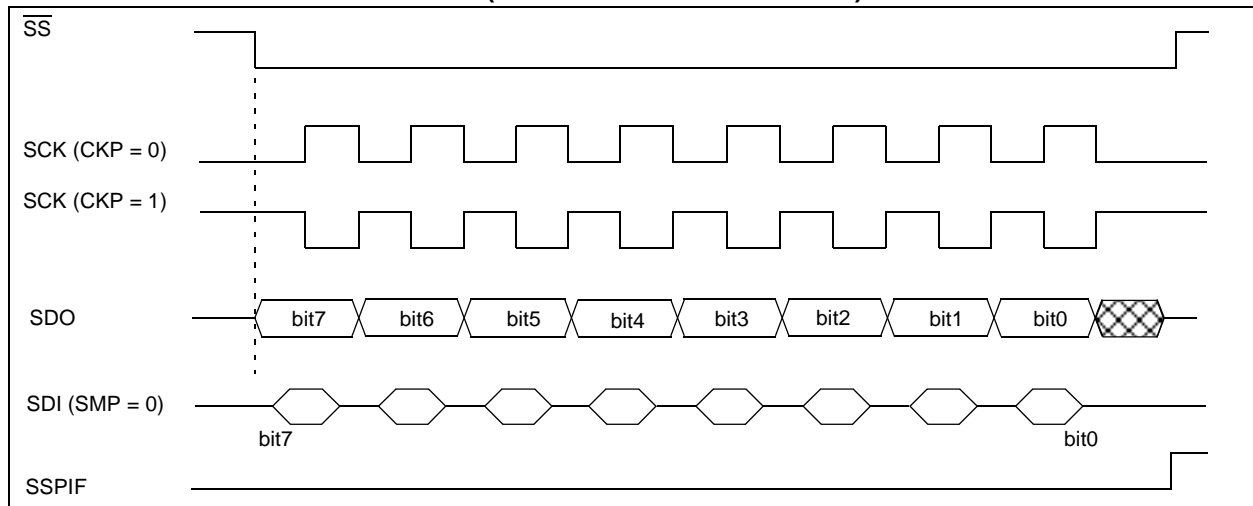 SS
SCK (CKP = 0)
SCK (CKP = 1)
SDO
bit7 bit6 bit5 bit4 bit3 bit2 bit1 bit0
SDI (SMP = 0)
bit7 bit0
SSPIF